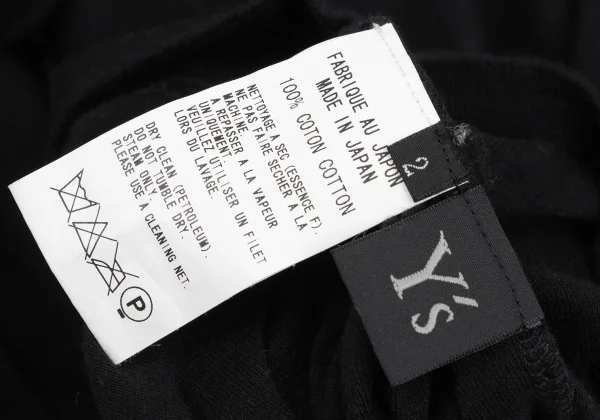 FABRIQUE AU JAPON
MADE IN JAPAN
100% COTON COTTON
NETTOYAGE A SEC (ESSENCE F).
NE PAS FAIRE SECHER A LA
MACHINE.
A REPASSER A LA VAPEUR
UNIQUEMENT.
VEUILLEZ UTILISER UN FILET
LORS DU LAVAGE.
DRY CLEAN (PETROLEUM).
DO NOT TUMBLE DRY.
STEAM ONLY.
PLEASE USE A CLEANING NET.
P
2
Y's